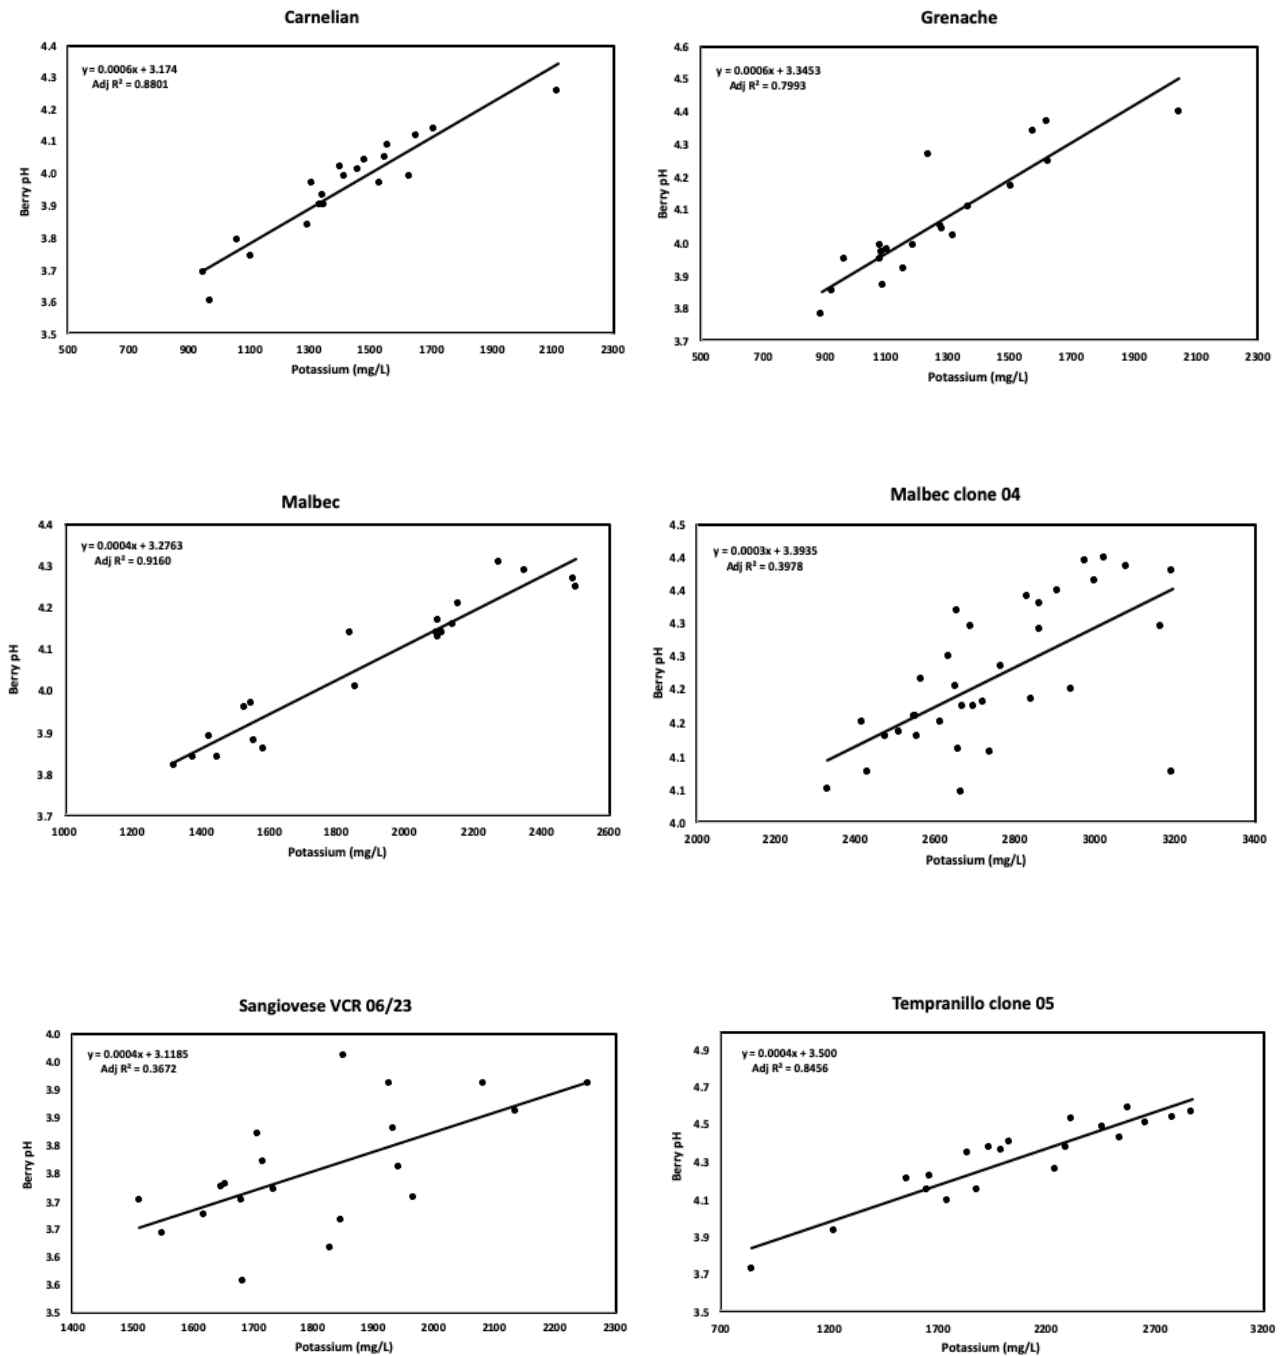 Carnelian
y = 0.0006x + 3.174
Adj R² = 0.8801
Berry pH
4.4
4.3
4.2
4.1
4.0
3.9
3.8
3.7
3.6
3.5
500 700 900 1100 1300 1500 1700 1900 2100 2300
Potassium (mg/L)
Grenache
y = 0.0006x + 3.3453
Adj R² = 0.7993
Berry pH
4.6
4.5
4.4
4.3
4.2
4.1
4.0
3.9
3.8
3.7
500 700 900 1100 1300 1500 1700 1900 2100 2300
Potassium (mg/L)
Malbec
y = 0.0004x + 3.2763
Adj R² = 0.9160
Berry pH
4.4
4.3
4.2
4.1
4.0
3.9
3.8
3.7
1000 1200 1400 1600 1800 2000 2200 2400 2600
Potassium (mg/L)
Malbec clone 04
y = 0.0003x + 3.3935
Adj R² = 0.3978
Berry pH
4.5
4.4
4.4
4.3
4.3
4.2
4.2
4.1
4.1
4.0
2000 2200 2400 2600 2800 3000 3200 3400
Potassium (mg/L)
Sangiovese VCR 06/23
y = 0.0004x + 3.1185
Adj R² = 0.3672
Berry pH
4.0
4.0
3.9
3.9
3.8
3.8
3.7
3.7
3.6
3.6
3.5
1400 1500 1600 1700 1800 1900 2000 2100 2200 2300
Potassium (mg/L)
Tempranillo clone 05
y = 0.0004x + 3.500
Adj R² = 0.8456
Berry pH
4.9
4.7
4.5
4.3
4.1
3.9
3.7
3.5
700 1200 1700 2200 2700 3200
Potassium (mg/L)